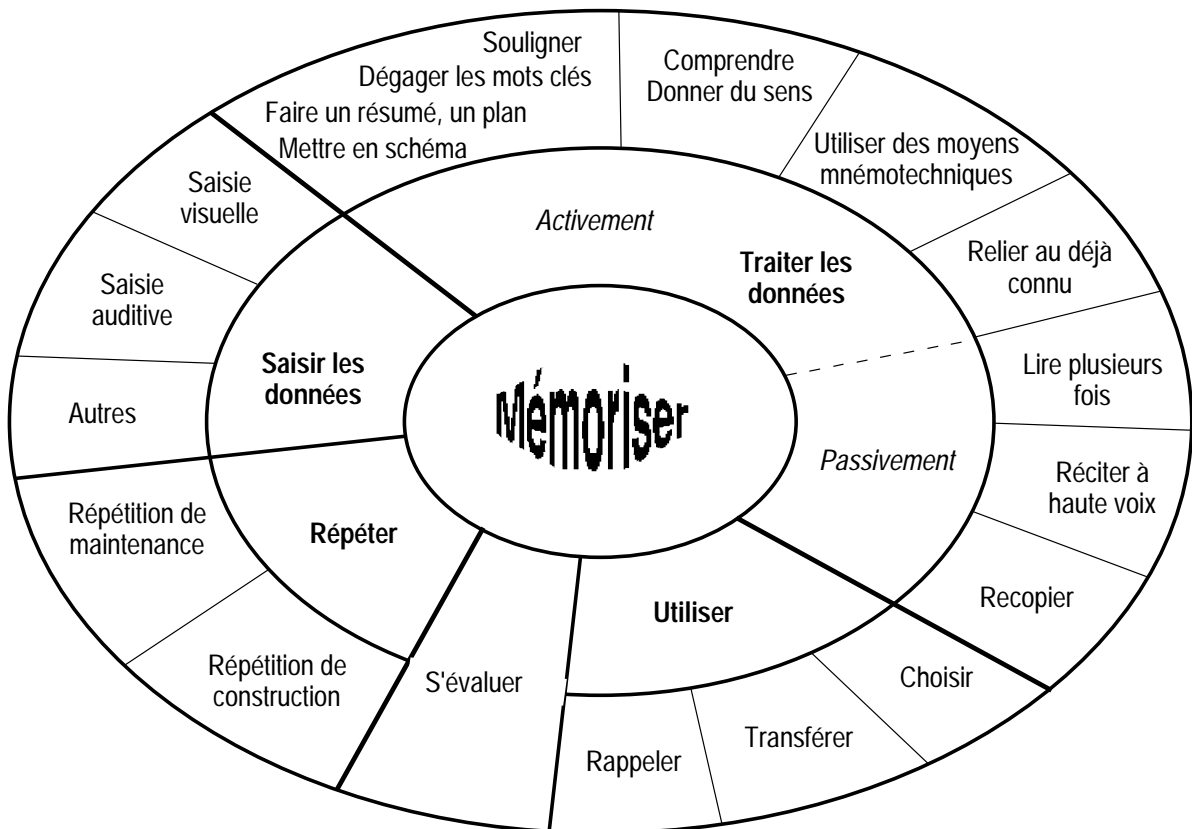 Souligner
Dégager les mots clés
Faire un résumé, un plan
Mettre en schéma
Comprendre
Donner du sens
Utiliser des moyens
mnémotechniques
Relier au déjà
connu
Lire plusieurs
fois
Réciter à
haute voix
Recopier
Choisir
Transférer
Rappeler
S'évaluer
Répétition de
construction
Répétition de
maintenance
Autres
Saisie
auditive
Saisie
visuelle
Activement
Traiter les
données
Passivement
Utiliser
Répéter
Saisir les
données
Mémoriser